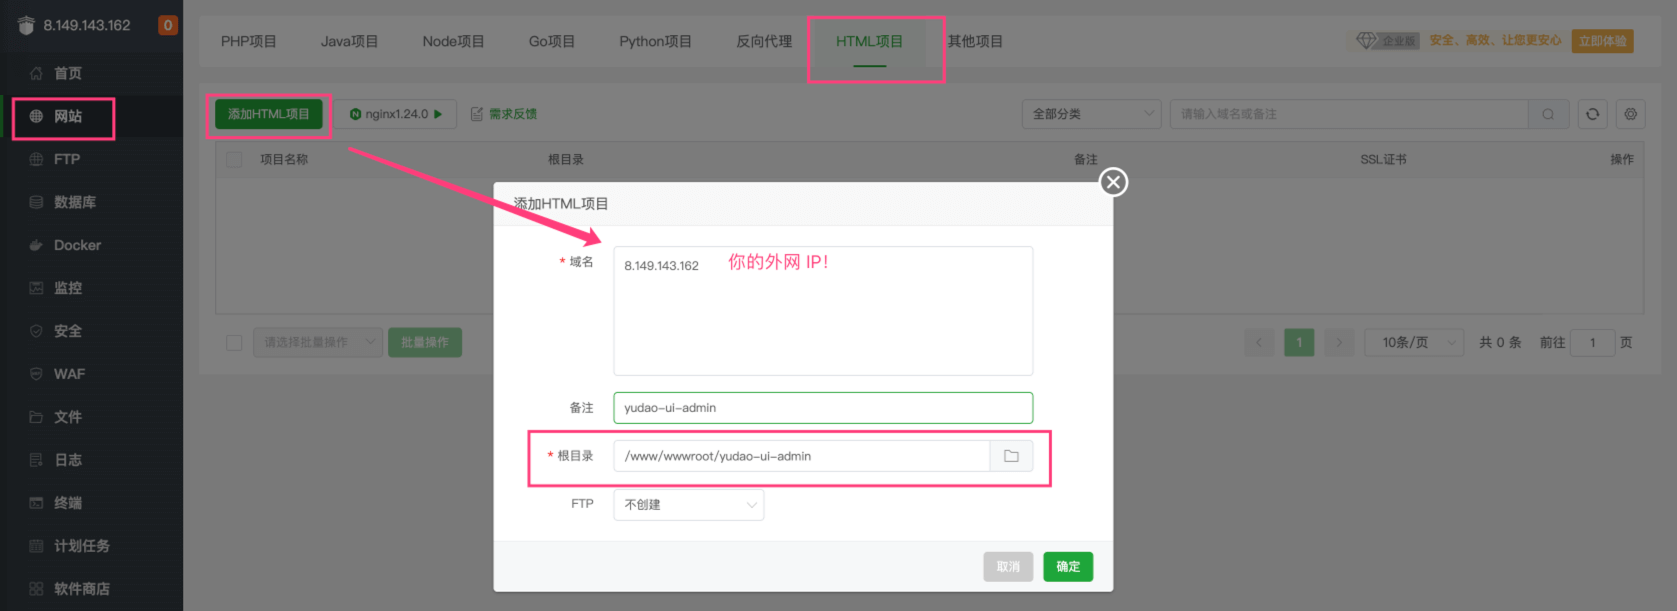 8.149.143.162
0
首页
网站
FTP
数据库
Docker
监控
安全
WAF
文件
日志
终端
计划任务
软件商店
PHP项目 Java项目 Node项目 Go项目 Python项目 反向代理 HTML项目 其他项目
企业版 安全、高效、让您更安心 立即体验
添加HTML项目 nginx1.24.0 需求反馈 全部分类 请输入域名或备注
项目名称 根目录 备注 SSL证书 操作
请选择批量操作 批量操作
1 10条/页 共 0 条 前往 1 页
添加HTML项目
* 域名 8.149.143.162 你的外网 IP！
备注 yudao-ui-admin
* 根目录 /www/wwwroot/yudao-ui-admin
FTP 不创建
取消 确定